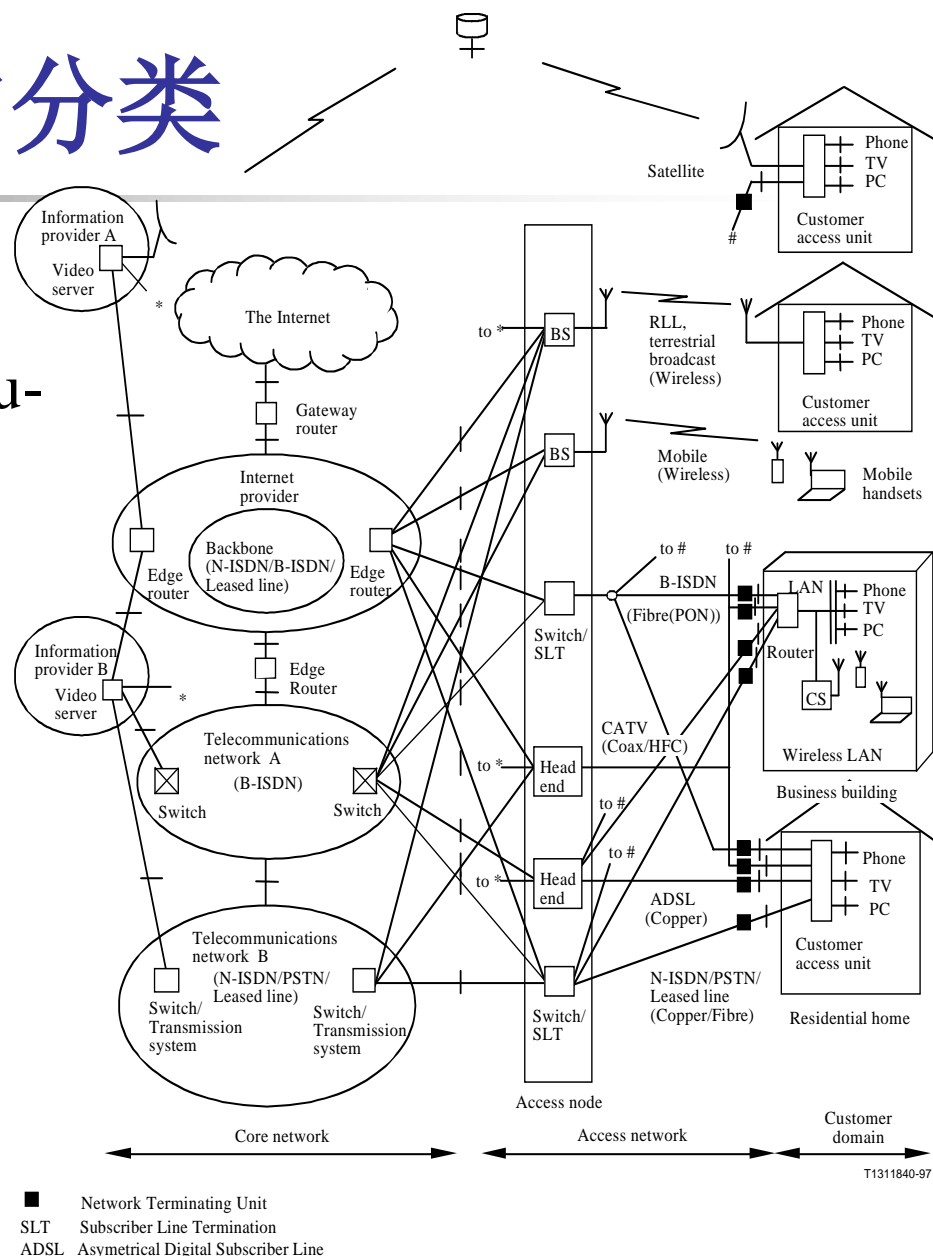 分类
u-
Satellite
Phone
TV
PC
#
Customer
access unit
Information
provider A
Video
server
*
The Internet
to *
BS
RLL,
terrestrial
broadcast
(Wireless)
Phone
TV
PC
Customer
access unit
Gateway
router
BS
Mobile
(Wireless)
Mobile
handsets
Internet
provider
Backbone
(N-ISDN/B-ISDN/
Leased line)
Edge
router
Edge
router
to #
to #
B-ISDN
(Fibre(PON))
Switch/
SLT
LAN
Phone
TV
PC
Router
CS
Wireless LAN
Business building
Information
provider B
Video
server
*
Edge
Router
Telecommunications
network A
(B-ISDN)
Switch
Switch
CATV
(Coax/HFC)
to *
Head
end
to #
to #
to *
Head
end
ADSL
(Copper)
Phone
TV
PC
Customer
access unit
Residential home
Telecommunications
network B
(N-ISDN/PSTN/
Leased line)
Switch/
Transmission
system
Switch/
Transmission
system
Switch/
SLT
N-ISDN/PSTN/
Leased line
(Copper/Fibre)
Access node
Core network
Access network
Customer
domain
T1311840-97
Network Terminating Unit
SLT Subscriber Line Termination
ADSL Asymetrical Digital Subscriber Line